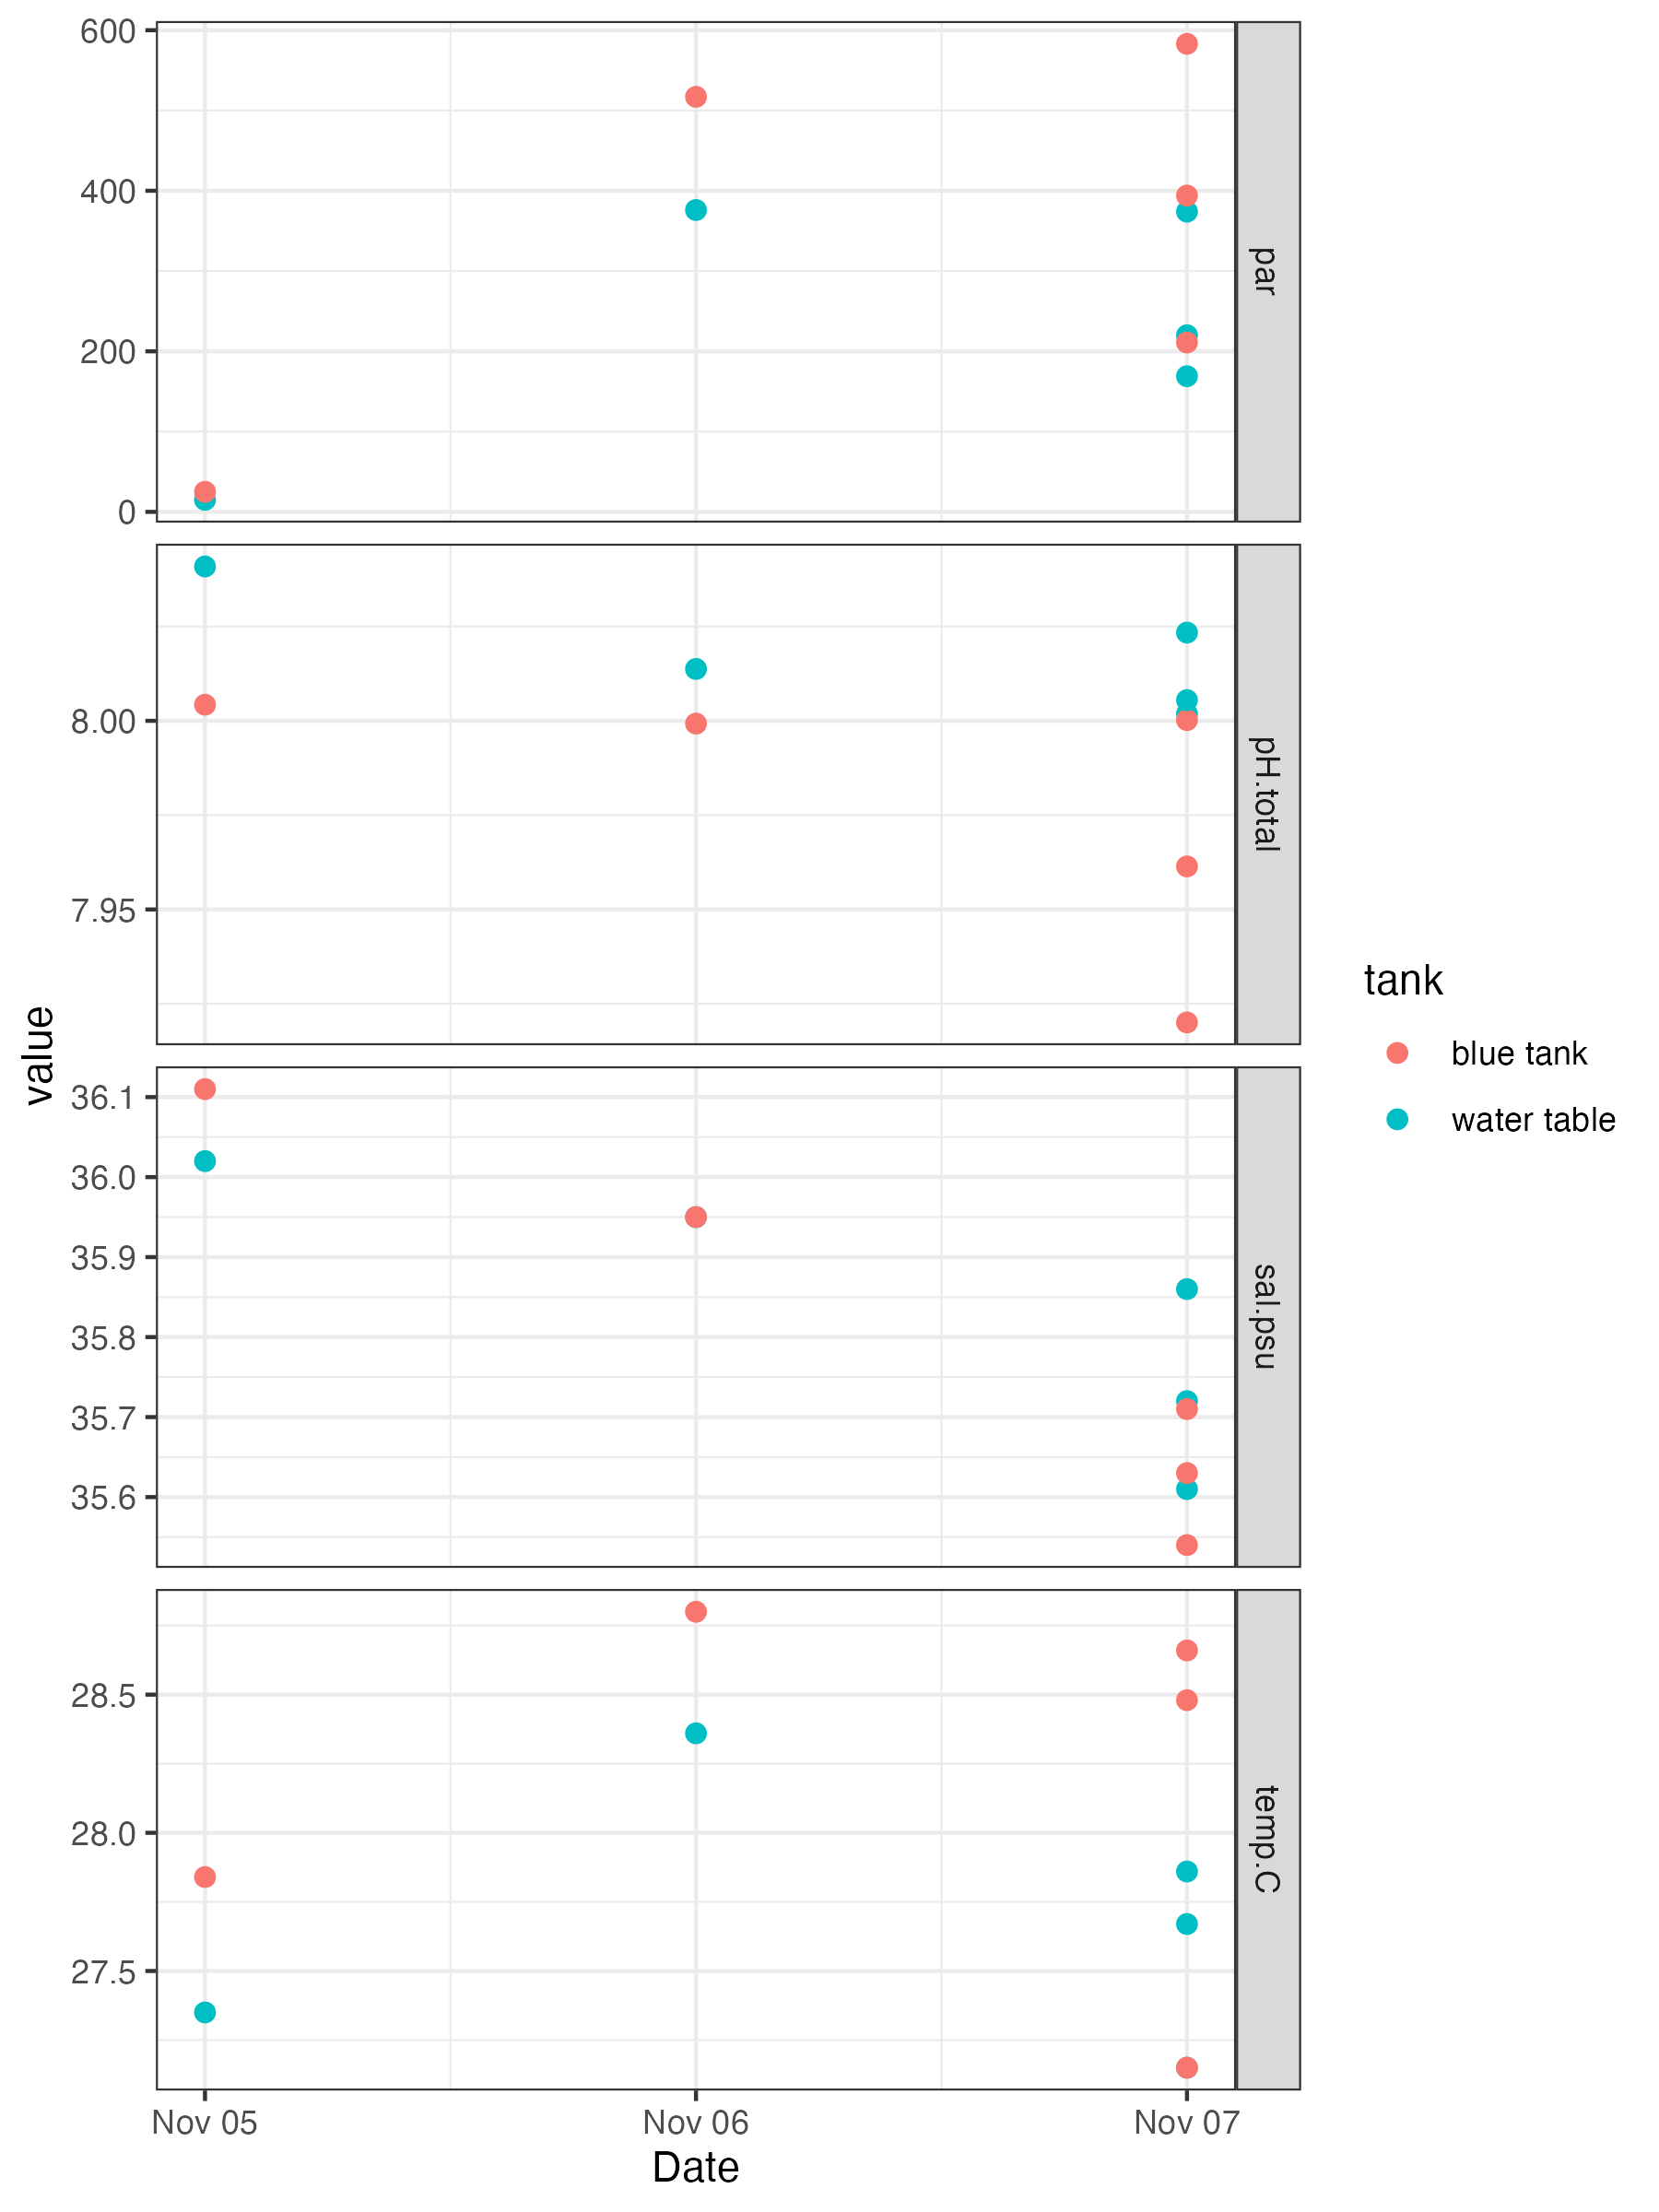 value
600
400
200
0
par
8.00
7.95
pH.total
36.1
36.0
35.9
35.8
35.7
35.6
sal.psu
28.5
28.0
27.5
temp.C
Nov 05 Nov 06 Nov 07
Date
tank
blue tank
water table